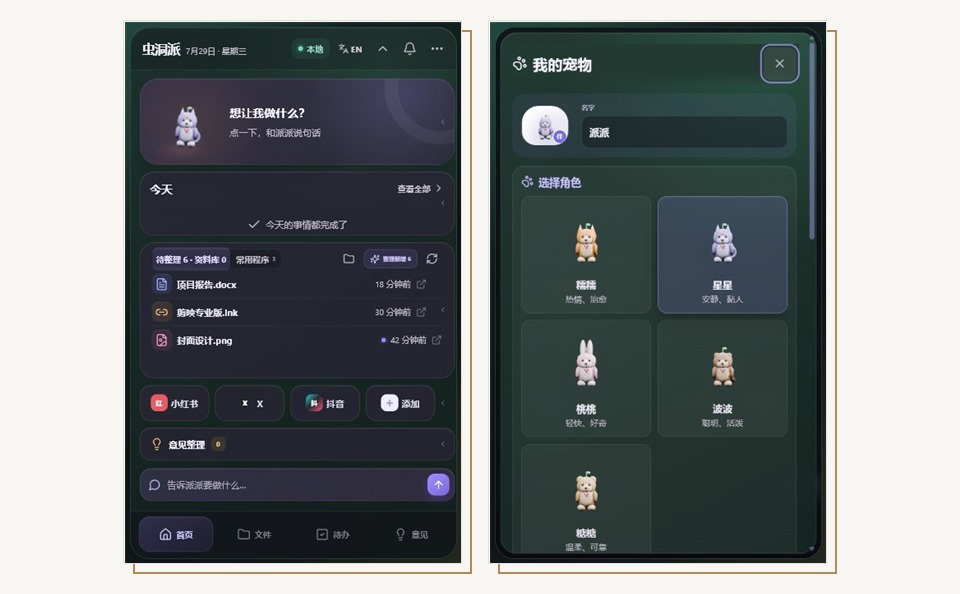 虫洞派 7月29日 · 星期三 本地 EN
想让我做什么?
点一下，和派派说句话
今天 查看全部
今天的事情都完成了
待整理 6 · 资料库 0 常用程序 3 整理新增 6
项目报告.docx 18 分钟前
剪映专业版.lnk 30 分钟前
封面设计.png 42 分钟前
红 小红书 X X 抖 抖音 + 添加
意见整理 0
告诉派派要做什么...
首页 文件 待办 意见
我的宠物
名字
派派
选择角色
糯糯
热情、治愈
星星
安静、黏人
桃桃
轻快、好奇
波波
聪明、活泼
糖糖
温柔、可靠